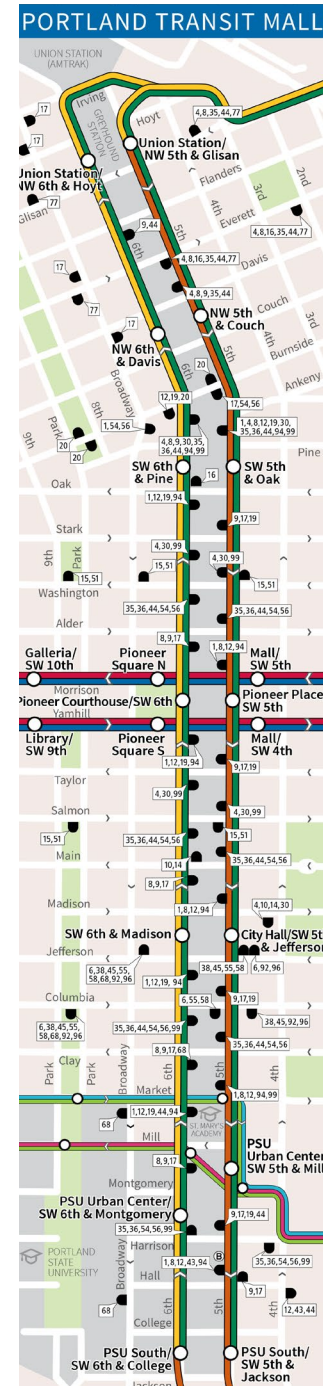 PORTLAND TRANSIT MALL
UNION STATION
(AMTRAK)
Irving
GREYHOUND
STATION
Hoyt
17
4,8,35,44,77
17
Union Station/
NW 5th & Glisan
Union Station/
NW 6th & Hoyt
Flanders
77
Glisan
4th
3rd
2nd
Everett
9,44
6th
5th
4,8,16,35,44,77
4,8,16,35,44,77
Davis
17
4,8,9,35,44
77
4th
Couch
3rd
17
NW 5th
& Couch
Burnside
NW 6th
& Davis
Broadway
20
6th
5th
Ankeny
8th
12,19,20
17,54,56
Park
9th
1,54,56
1,4,8,12,19,30,
35,36,44,94,99
20
20
4,8,9,30,35,
36,44,94,99
Pine
SW 6th
& Pine
SW 5th
& Oak
16
Oak
1,12,19,94
9,17,19
Stark
9th
Park
4,30,99
4,30,99
15,51
15,51
15,51
Washington
35,36,44,54,56
35,36,44,54,56
Alder
8,9,17
1,8,12,94
Galleria/
SW 10th
Pioneer
Square N
Mall/
SW 5th
Morrison
Pioneer Courthouse/SW 6th
Pioneer Place
SW 5th
Yamhill
Library/
SW 9th
Pioneer
Square S
Mall/
SW 4th
1,12,19,94
9,17,19
Taylor
4,30,99
Salmon
4,30,99
15,51
35,36,44,54,56
15,51
Main
10,14
35,36,44,54,56
8,9,17
Madison
1,8,12,94
4,10,14,30
SW 6th & Madison
City Hall/SW 5th
& Jefferson
Jefferson
6,38,45,55,
58,68,92,96
38,45,55,58
6,92,96
1,12,19, 94
Columbia
9,17,19
6,55,58
6,38,45,55,
58,68,92,96
35,36,44,54,56,99
38,45,92,96
Clay
8,9,17,68
35,36,44,54,56
Park
Park
Broadway
6th
5th
4th
Market
1,8,12,94,99
68
1,12,19,44,94
ST. MARY'S
ACADEMY
Mill
8,9,17
PSU
Urban Center/
SW 5th & Mill
Montgomery
PSU Urban Center/
SW 6th & Montgomery
9,17,19,44
35,36,54,56,99
Harrison
35,36,54,56,99
PORTLAND
STATE
UNIVERSITY
Broadway
B
Hall
1,8,12,43,94
9,17
6th
5th
4th
68
12,43,44
College
PSU South/
SW 6th & College
PSU South/
SW 5th &
Jackson
Jackson